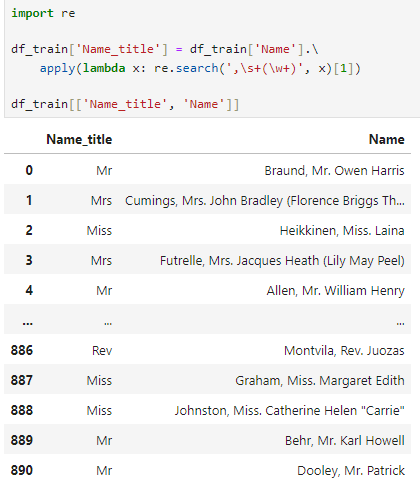 import re
df_train['Name_title'] = df_train['Name'].\
apply(lambda x: re.search(',\s+(\w+)', x)[1])
df_train[['Name_title', 'Name']]
Name_title Name
0 Mr Braund, Mr. Owen Harris
1 Mrs Cumings, Mrs. John Bradley (Florence Briggs Th...
2 Miss Heikkinen, Miss. Laina
3 Mrs Futrelle, Mrs. Jacques Heath (Lily May Peel)
4 Mr Allen, Mr. William Henry
... ... ...
886 Rev Montvila, Rev. Juozas
887 Miss Graham, Miss. Margaret Edith
888 Miss Johnston, Miss. Catherine Helen "Carrie"
889 Mr Behr, Mr. Karl Howell
890 Mr Dooley, Mr. Patrick